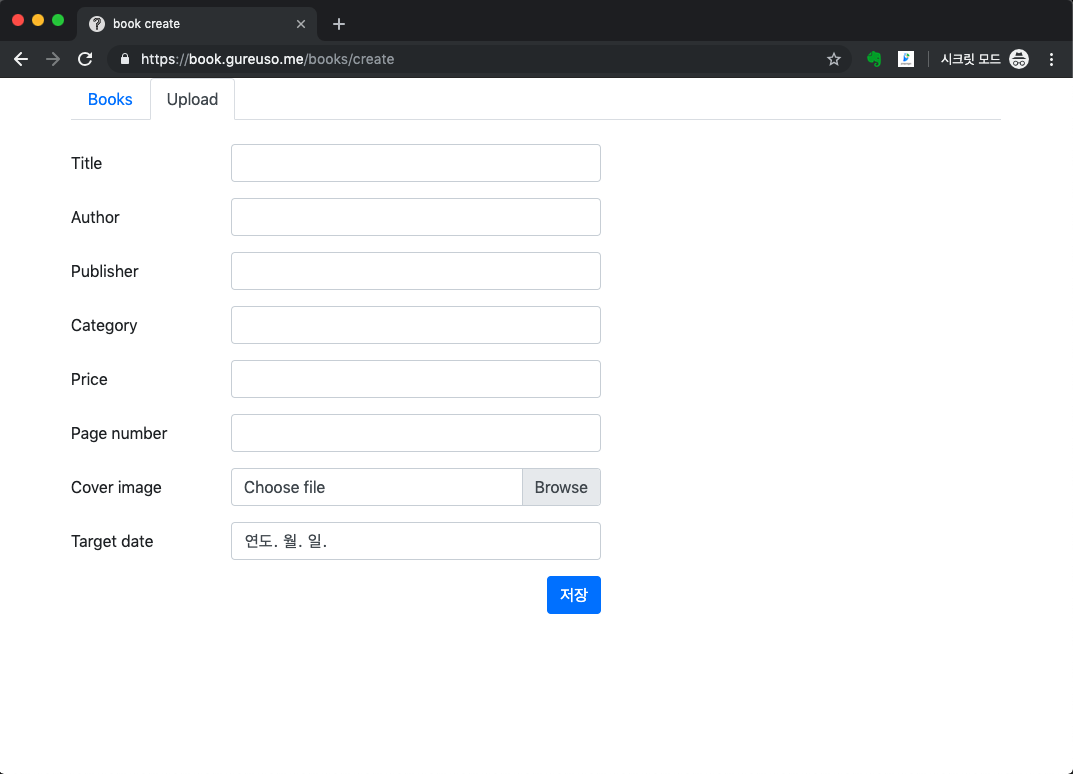 book create
https://book.gureuso.me/books/create
시크릿 모드
Books
Upload
Title
Author
Publisher
Category
Price
Page number
Cover image
Choose file
Browse
Target date
연도. 월. 일.
저장